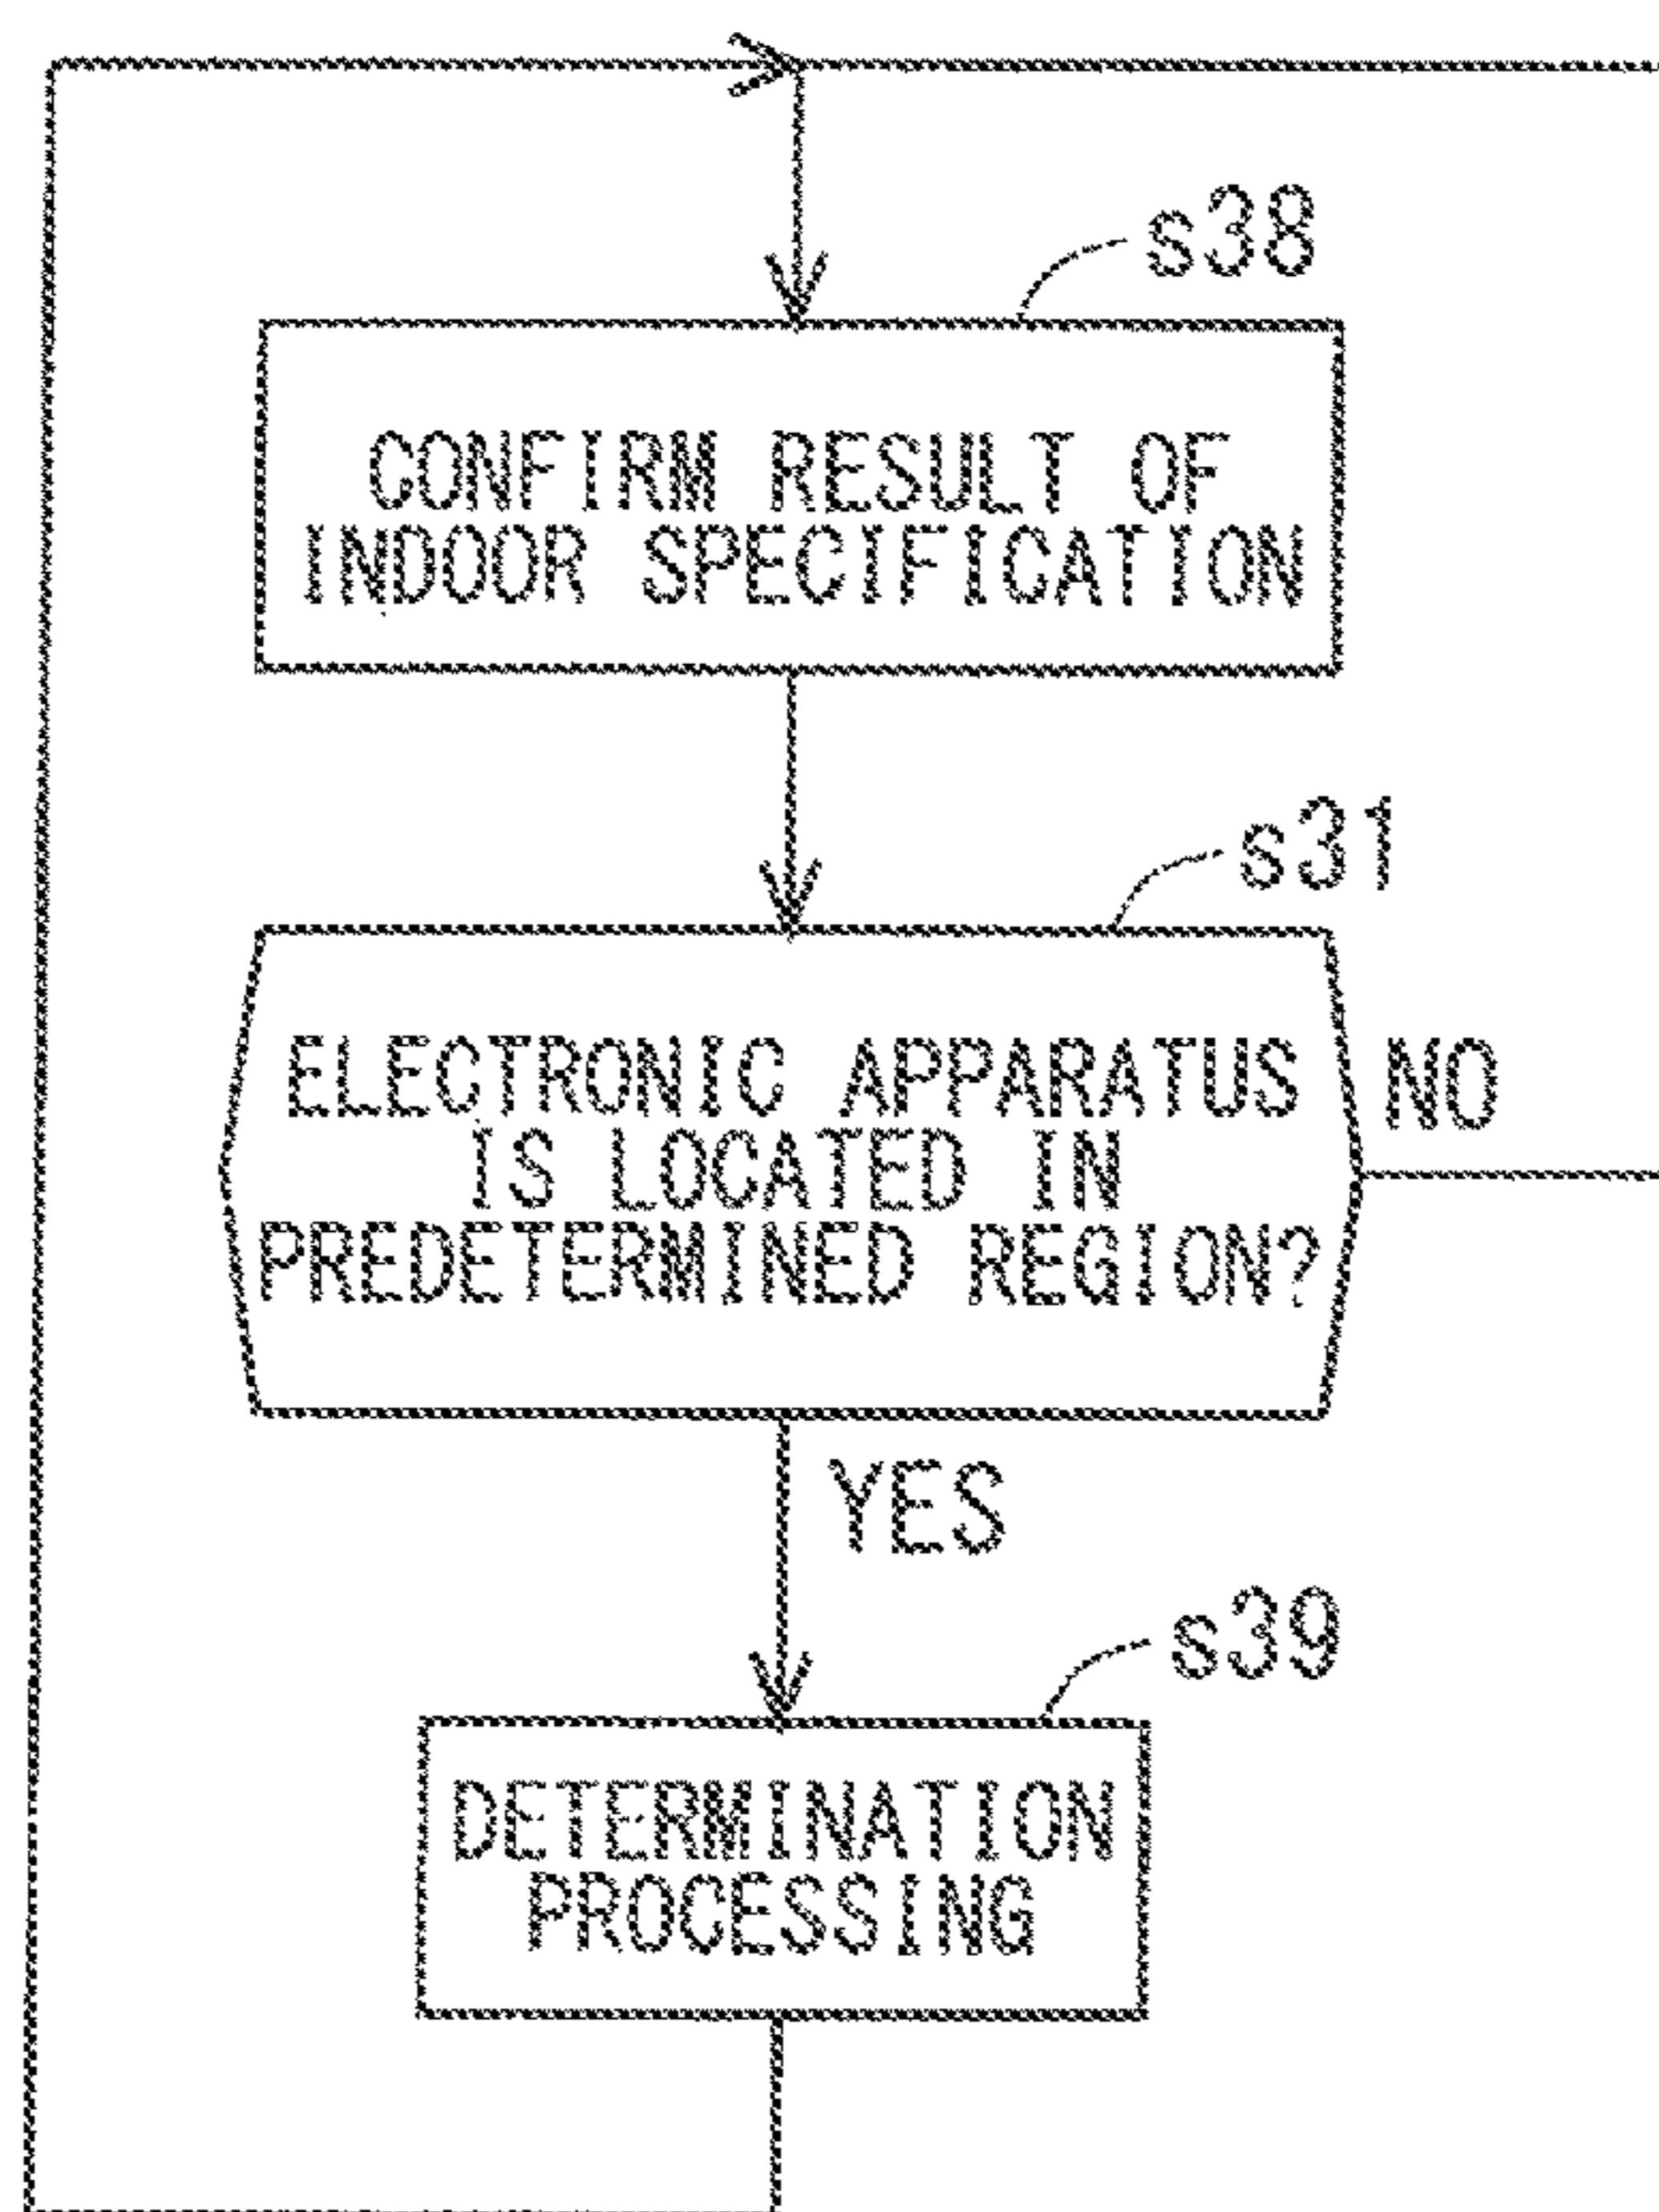 s38
CONFIRM RESULT OF
INDOOR SPECIFICATION
s31
ELECTRONIC APPARATUS
IS LOCATED IN
PREDETERMINED REGION?
NO
YES
s39
DETERMINATION
PROCESSING